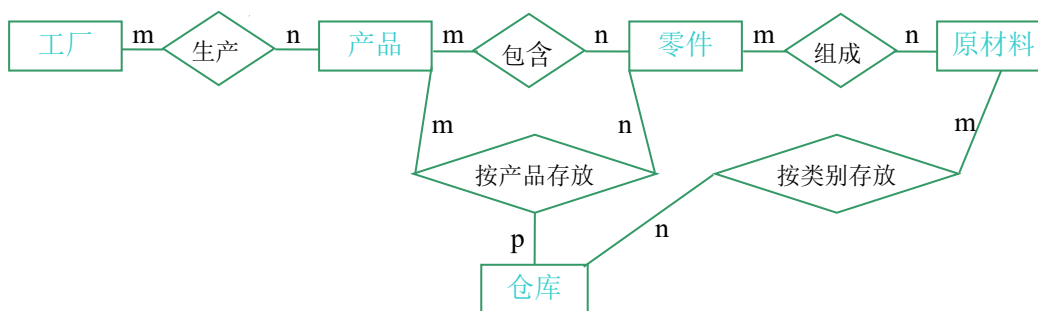 工厂 m 生产 n 产品 m 包含 n 零件 m 组成 n 原材料
m n m
按产品存放 按类别存放
p n
仓库